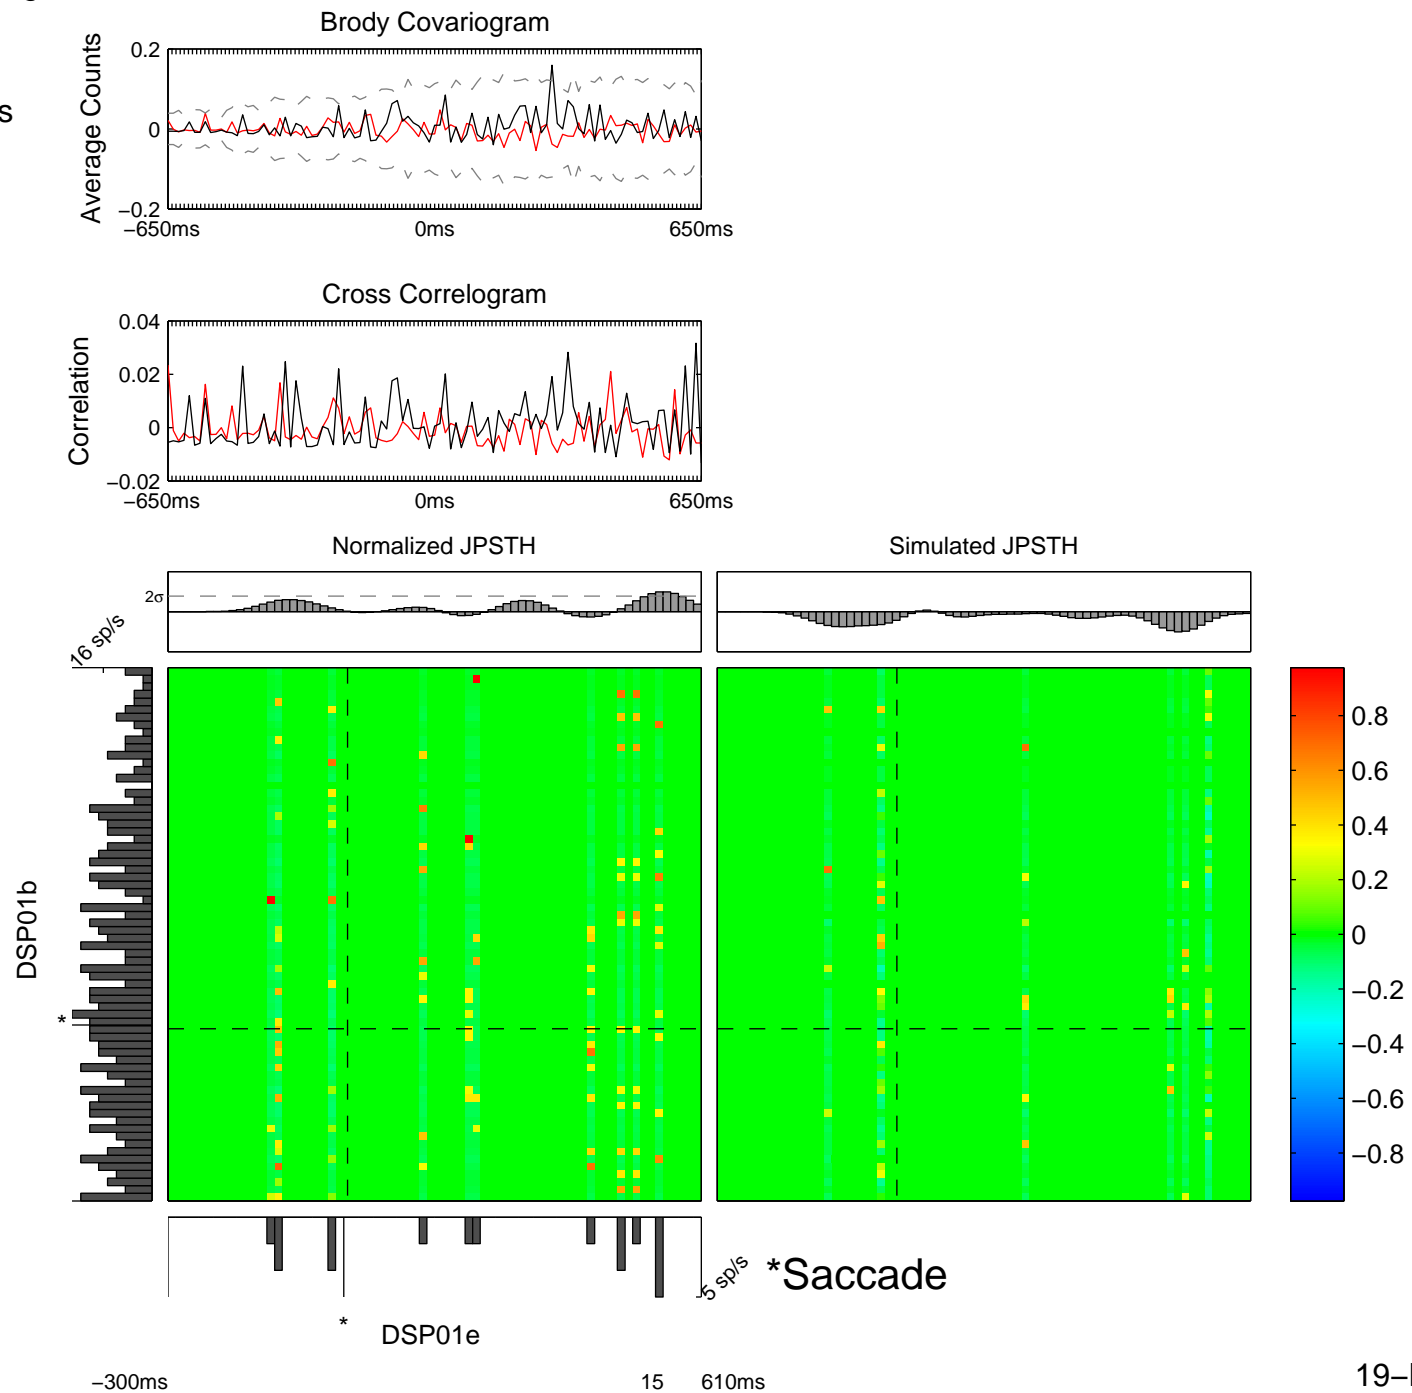 s
Brody Covariogram
Average Counts
0.2
0
−0.2
−650ms
0ms
650ms
Cross Correlogram
Correlation
0.04
0.02
0
−0.02
−650ms
0ms
650ms
Normalized JPSTH
Simulated JPSTH
2σ
16 sp/s
DSP01b
*
0.8
0.6
0.4
0.2
0
−0.2
−0.4
−0.6
−0.8
5 sp/s
*Saccade
*
DSP01e
−300ms
15
610ms
19−